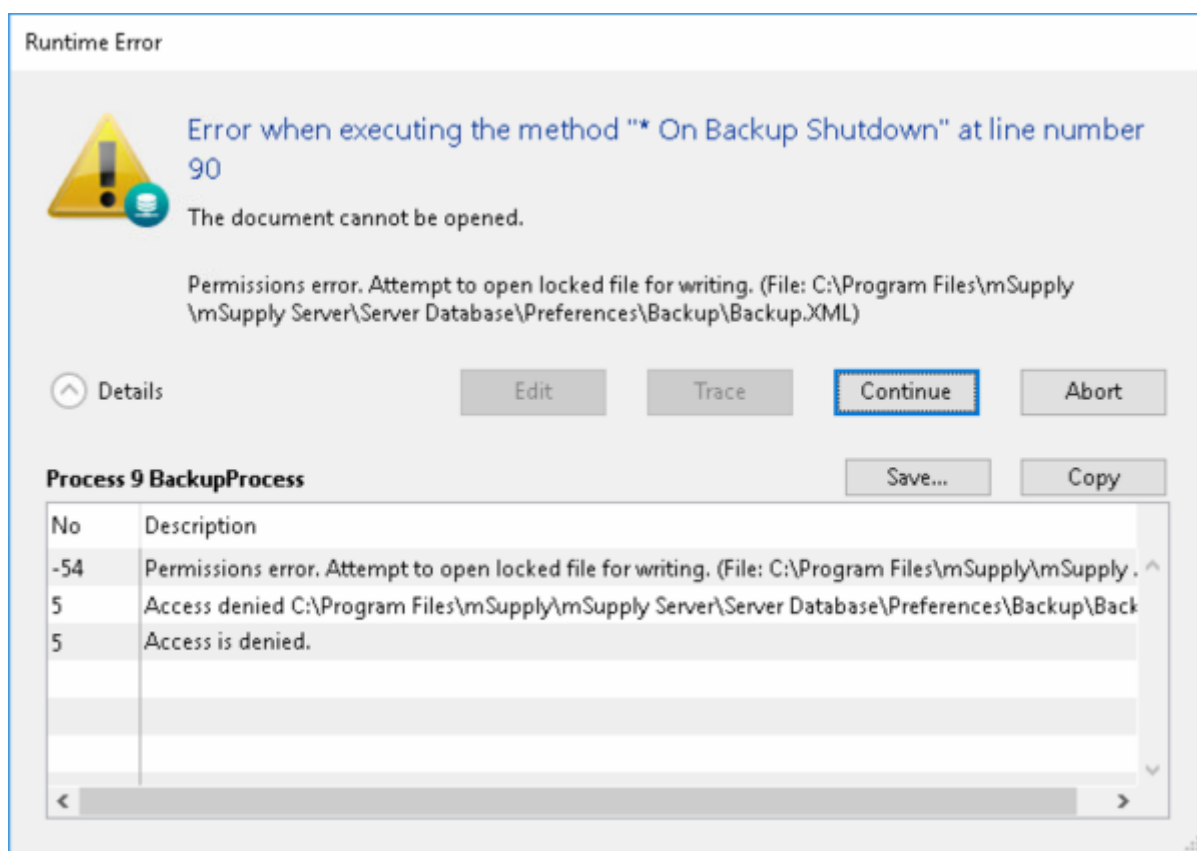 Runtime Error
Error when executing the method "* On Backup Shutdown" at line number
90
The document cannot be opened.
Permissions error. Attempt to open locked file for writing. (File: C:\Program Files\mSupply
\mSupply Server\Server Database\Preferences\Backup\Backup.XML)
Details Edit Trace Continue Abort
Process 9 BackupProcess Save... Copy
No Description
-54 Permissions error. Attempt to open locked file for writing. (File: C:\Program Files\mSupply\mSupply .
5 Access denied C:\Program Files\mSupply\mSupply Server\Server Database\Preferences\Backup\Back
5 Access is denied.